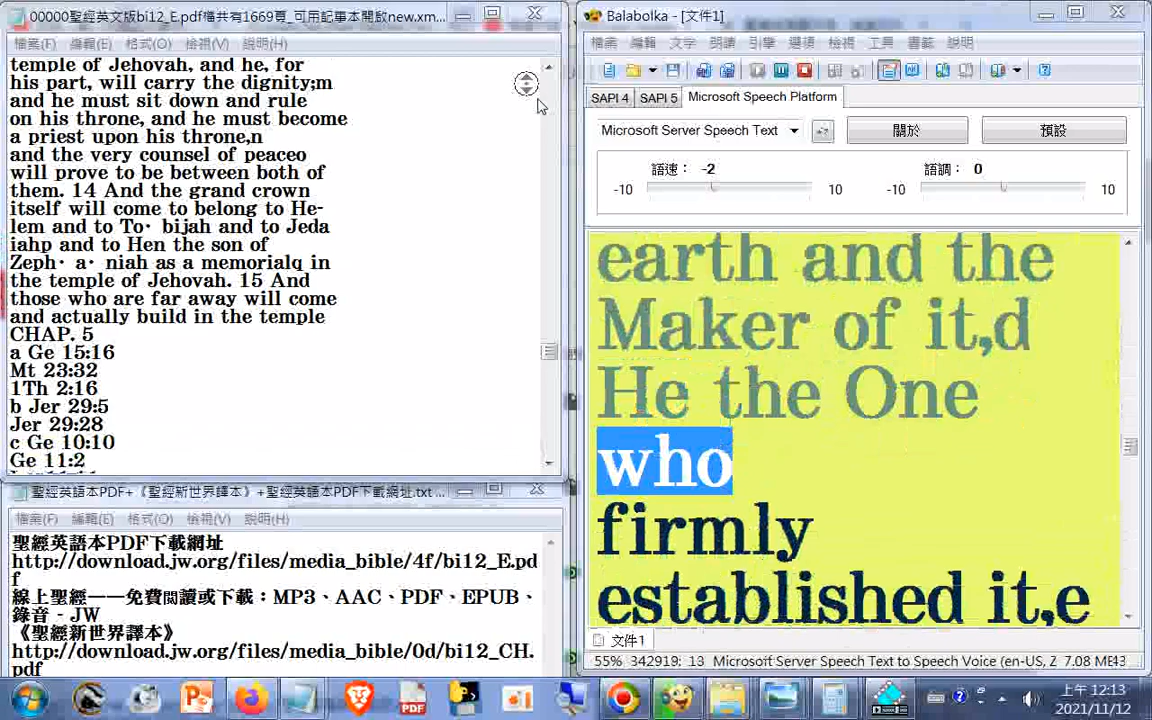 00000聖經英文版bi12_E.pdf檔共有1669頁_可用記事本開啟new.xm...
檔案(F) 編輯(E) 格式(O) 檢視(V) 說明(H)
temple of Jehovah, and he, for
his part, will carry the dignity;m
and he must sit down and rule
on his throne, and he must become
a priest upon his throne,n
and the very counsel of peaceo
will prove to be between both of
them. 14 And the grand crown
itself will come to belong to He-
lem and to To· bijah and to Jeda
iahp and to Hen the son of
Zeph· a· niah as a memorialq in
the temple of Jehovah. 15 And
those who are far away will come
and actually build in the temple
CHAP. 5
a Ge 15:16
Mt 23:32
1Th 2:16
b Jer 29:5
Jer 29:28
c Ge 10:10
Ge 11:2
聖經英語本PDF+《聖經新世界譯本》+聖經英語本PDF下載網址.txt ...
檔案(F) 編輯(E) 格式(O) 檢視(V) 說明(H)
聖經英語本PDF下載網址
http://download.jw.org/files/media_bible/4f/bi12_E.pd
f
線上聖經——免費閱讀或下載：MP3、AAC、PDF、EPUB、
錄音 - JW
《聖經新世界譯本》
http://download.jw.org/files/media_bible/0d/bi12_CH.
pdf
Balabolka - [文件1]
檔案 編輯 文字 朗讀 引擎 選項 檢視 工具 書籤 說明
SAPI 4 SAPI 5 Microsoft Speech Platform
Microsoft Server Speech Text 關於 預設
語速： -2 語調： 0
-10 10 -10 10
earth and the
Maker of it,d
He the One
who
firmly
established it,e
文件1
55% 342919: 13 Microsoft Server Speech Text to Speech Voice (en-US, Z 7.08 MB
上午 12:13
2021/11/12